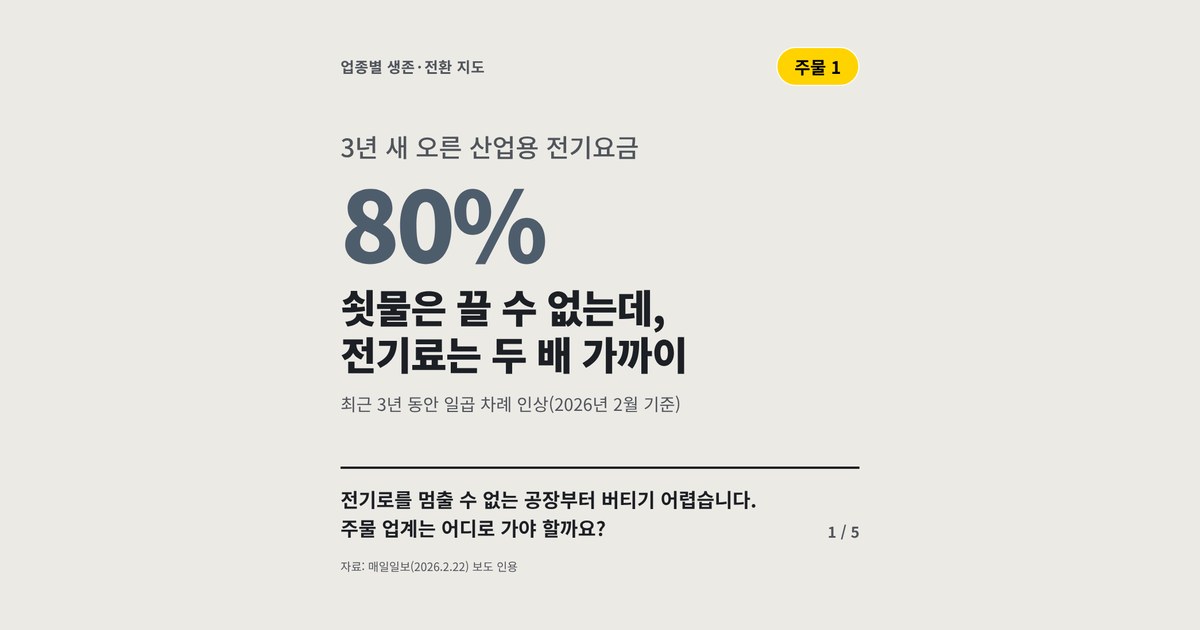 업종별 생존·전환 지도
주물 1
3년 새 오른 산업용 전기요금
80%
쇳물은 끌 수 없는데,
전기료는 두 배 가까이
최근 3년 동안 일곱 차례 인상(2026년 2월 기준)
전기로를 멈출 수 없는 공장부터 버티기 어렵습니다.
주물 업계는 어디로 가야 할까요?
1 / 5
자료: 매일일보(2026.2.22) 보도 인용